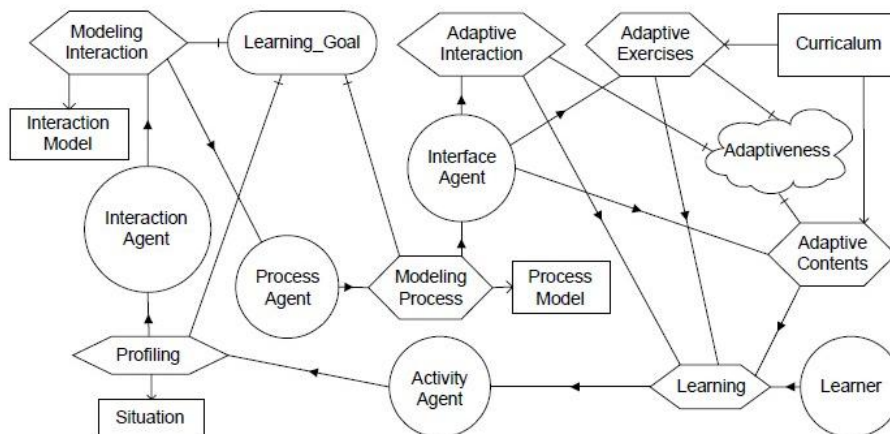 Modeling
Interaction
Learning_Goal
Adaptive
Interaction
Adaptive
Exercises
Curricalum
Interaction
Model
Interface
Agent
Adaptiveness
Interaction
Agent
Process
Agent
Modeling
Process
Process
Model
Adaptive
Contents
Profiling
Activity
Agent
Learning
Learner
Situation